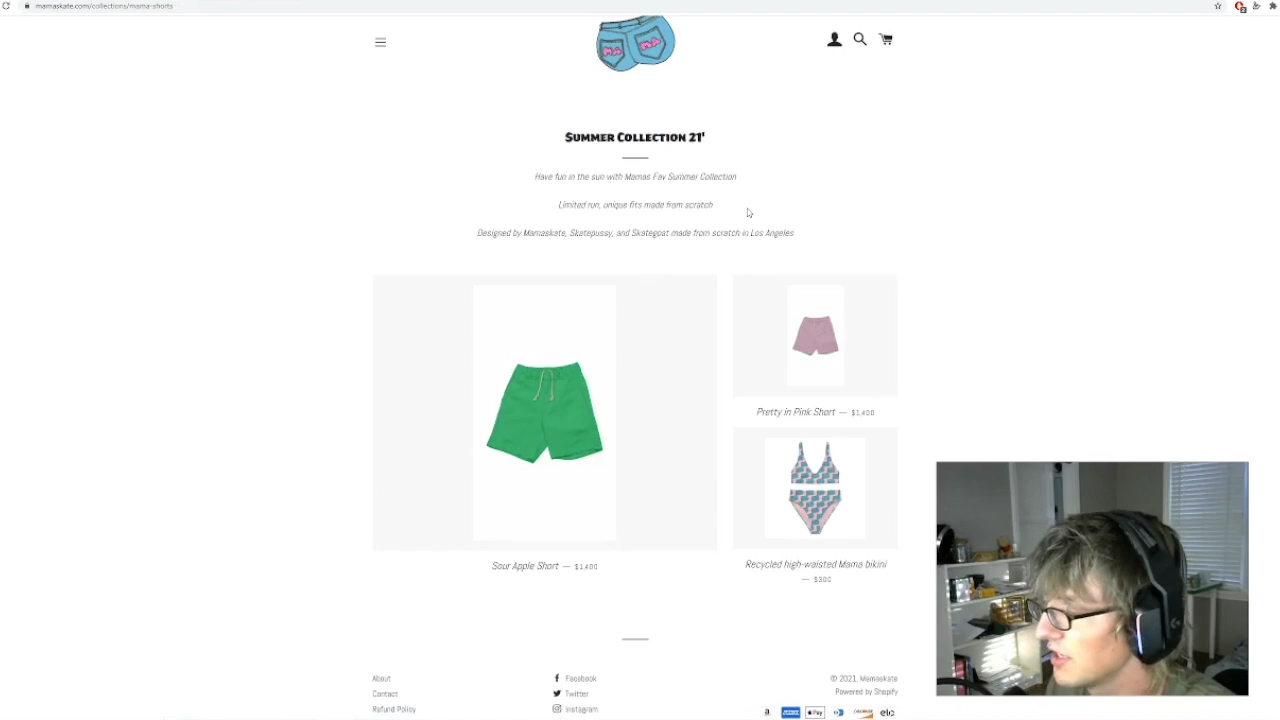 mamaskate.com/collections/mama-shorts
Summer Collection 21'
Have fun in the sun with Mamas Fav Summer Collection
Limited run, unique fits made from scratch
Designed by Mamaskate, Skatepussy, and Skategoat made from scratch in Los Angeles
Pretty in Pink Short — $1,400
Sour Apple Short — $1,400
Recycled high-waisted Mama bikini
— $300
About
Facebook
© 2021, Mamaskate
Contact
Twitter
Powered by Shopify
Refund Policy
Instagram
Pay
elo